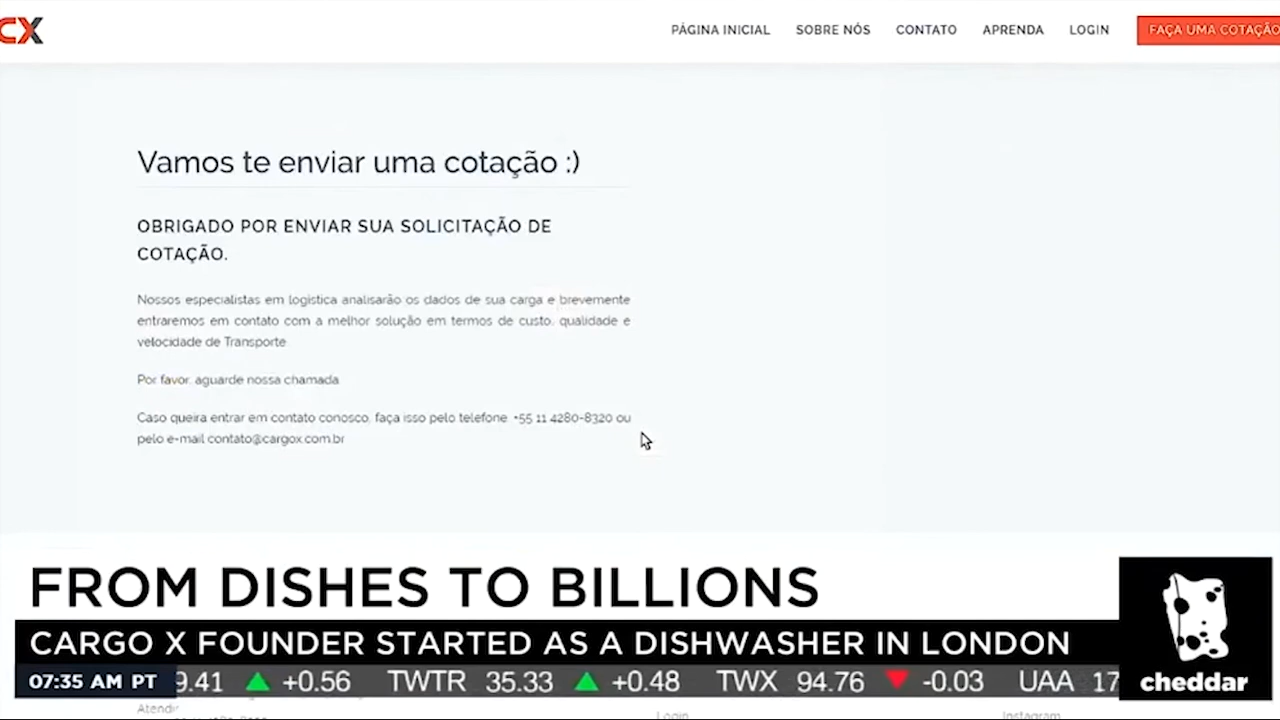 CX
PÁGINA INICIAL SOBRE NÓS CONTATO APRENDA LOGIN FAÇA UMA COTAÇÃO
Vamos te enviar uma cotação :)
OBRIGADO POR ENVIAR SUA SOLICITAÇÃO DE
COTAÇÃO.
Nossos especialistas em logística analisarão os dados de sua carga e brevemente
entraremos em contato com a melhor solução em termos de custo, qualidade e
velocidade de Transporte
Por favor, aguarde nossa chamada
Caso queira entrar em contato conosco, faça isso pelo telefone +55 11 4280-8320 ou
pelo e-mail contato@cargox.com.br
FROM DISHES TO BILLIONS
CARGO X FOUNDER STARTED AS A DISHWASHER IN LONDON
07:35 AM PT 9.41 +0.56 TWTR 35.33 +0.48 TWX 94.76 -0.03 UAA 17
cheddar
Login
Instagram